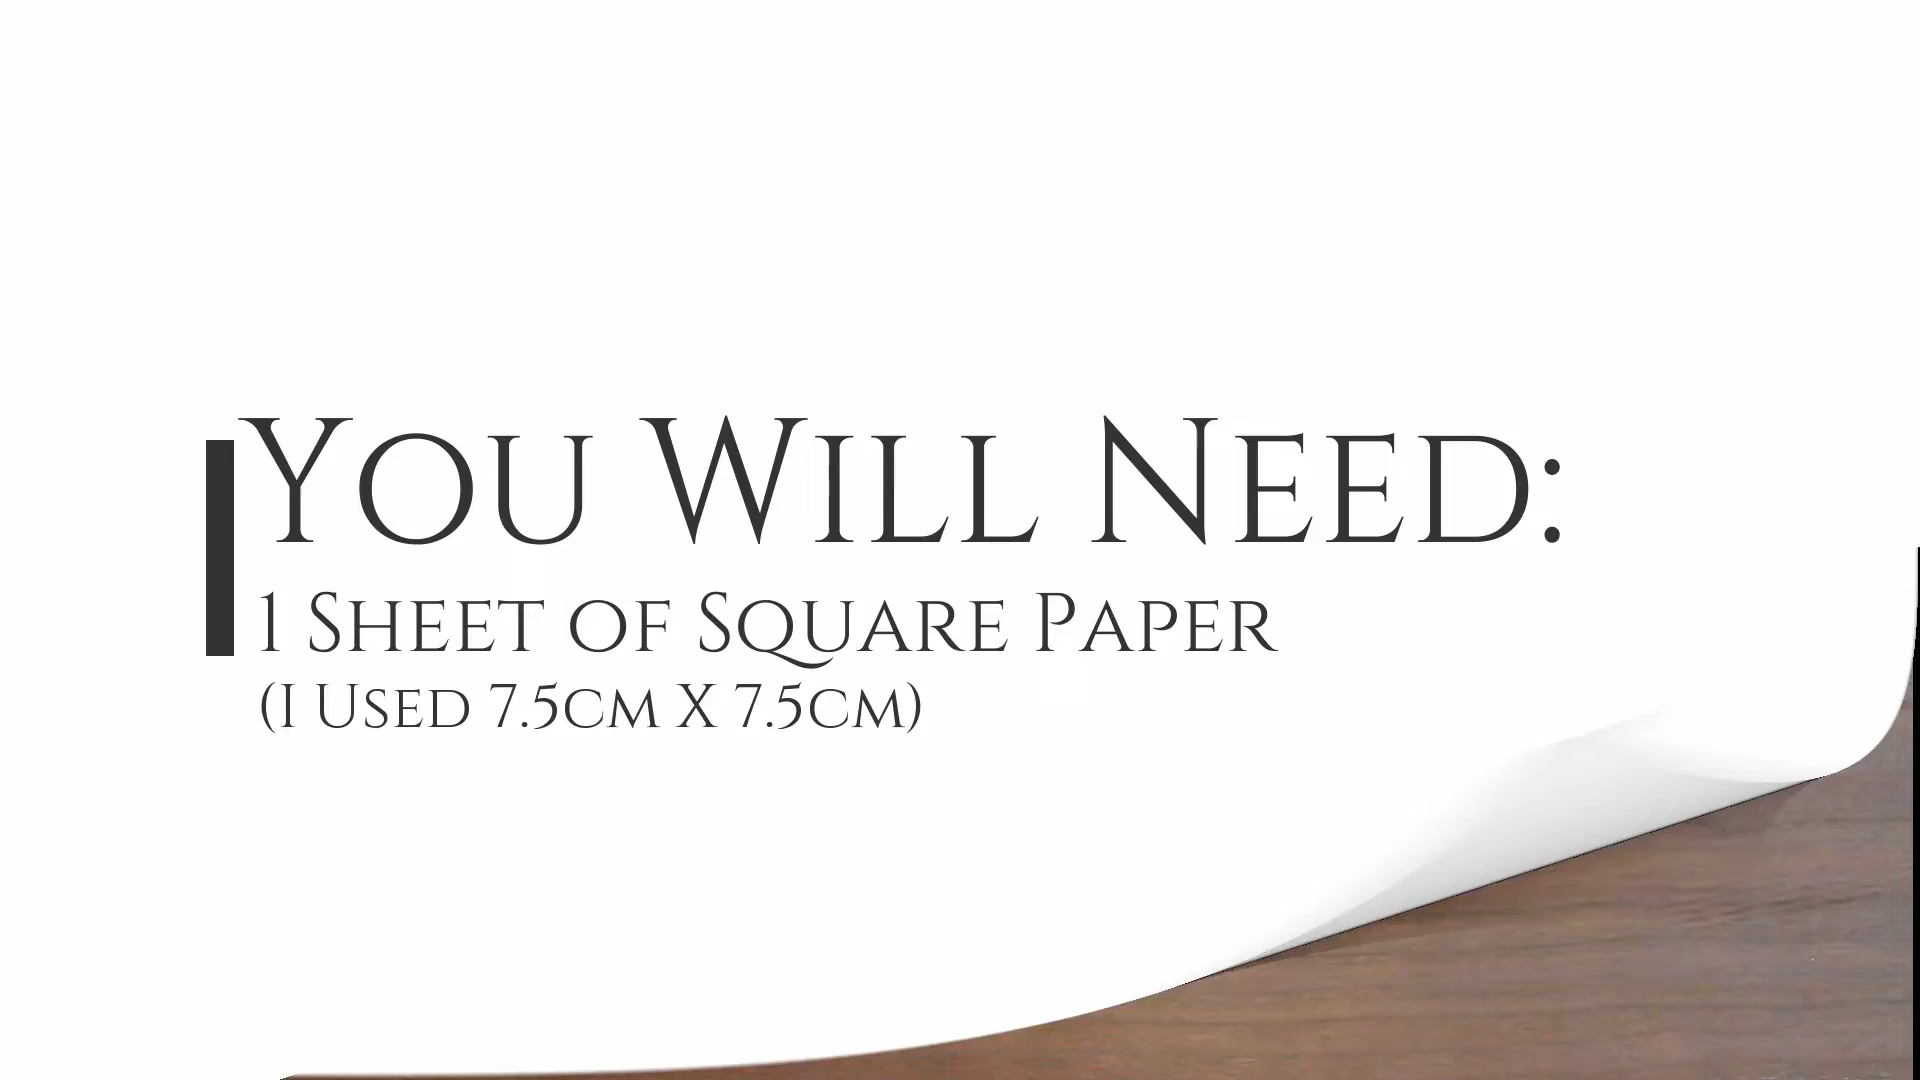 You Will Need:
1 Sheet of Square Paper
(I Used 7.5cm X 7.5cm)